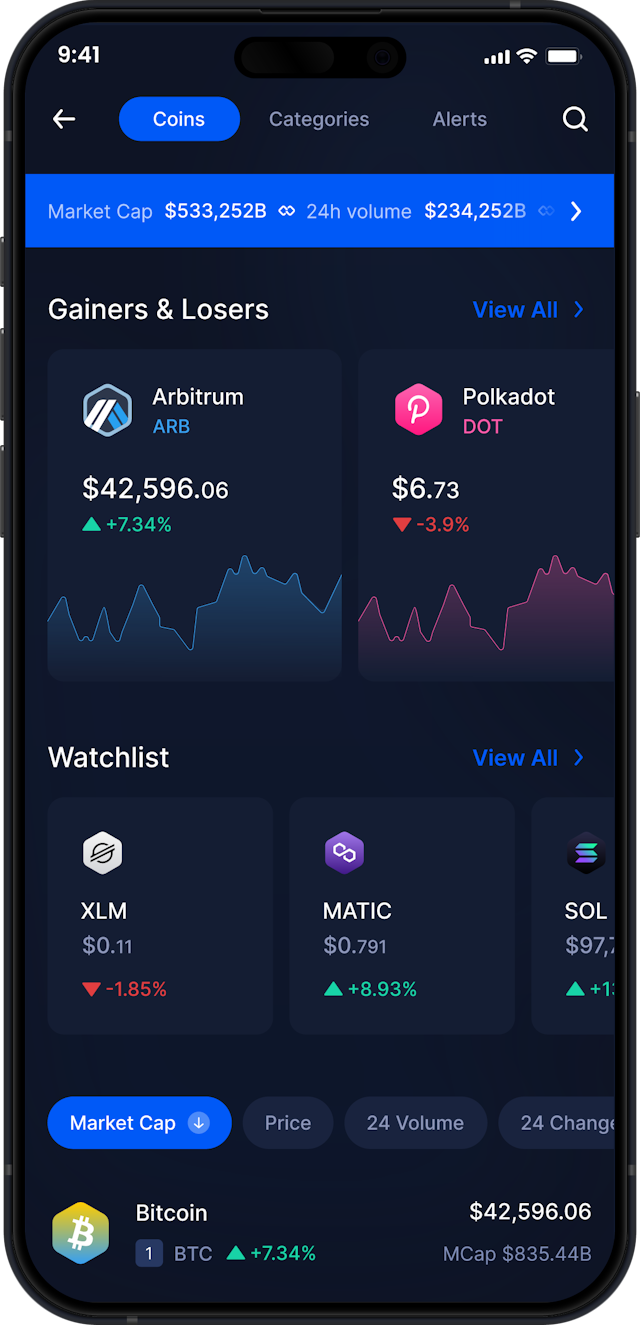 9:41
Coins Categories Alerts
Market Cap $533,252B 24h volume $234,252B
Gainers & Losers View All
Arbitrum
ARB
$42,596.06
+7.34%
Polkadot
DOT
$6.73
-3.9%
Watchlist View All
XLM
$0.11
-1.85%
MATIC
$0.791
+8.93%
SOL
$97,7
+13
Market Cap Price 24 Volume 24 Change
Bitcoin $42,596.06
1 BTC +7.34% MCap $835.44B